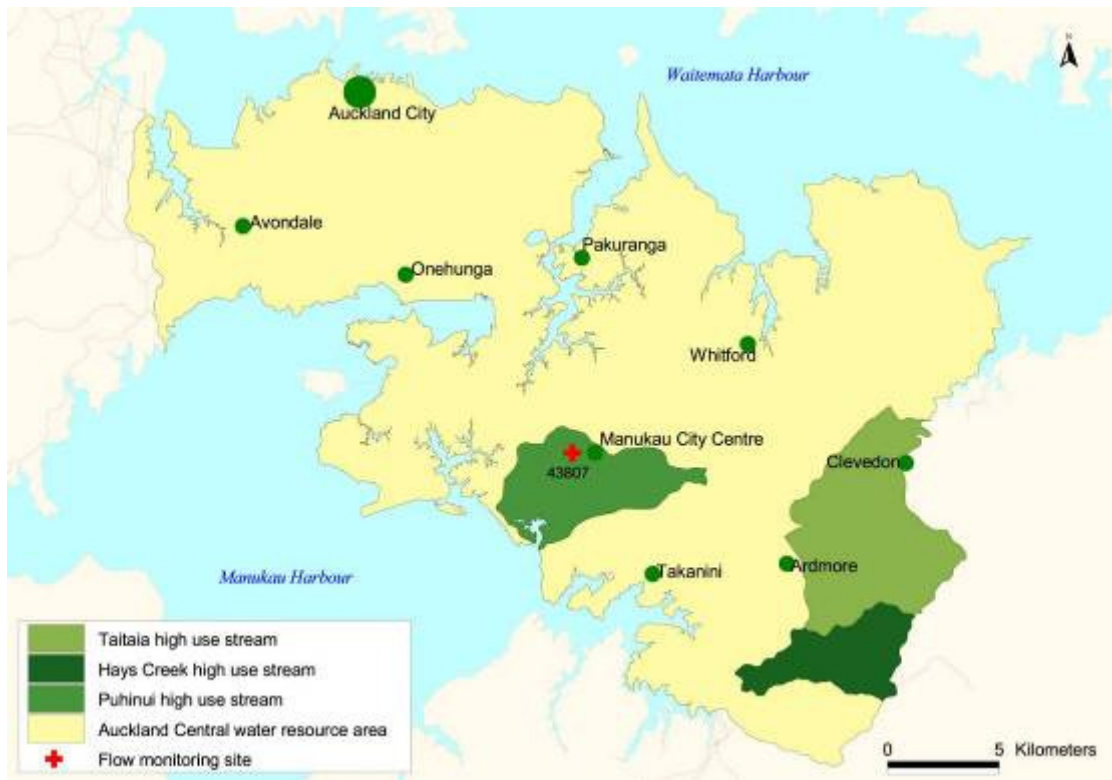 N
Waitemata Harbour
Auckland City
Avondale
Pakuranga
Onehunga
Whitford
Manukau City Centre
43807
Clevedon
Ardmore
Takanini
Manukau Harbour
Taitaia high use stream
Hays Creek high use stream
Puhinui high use stream
Auckland Central water resource area
Flow monitoring site
0 5 Kilometers